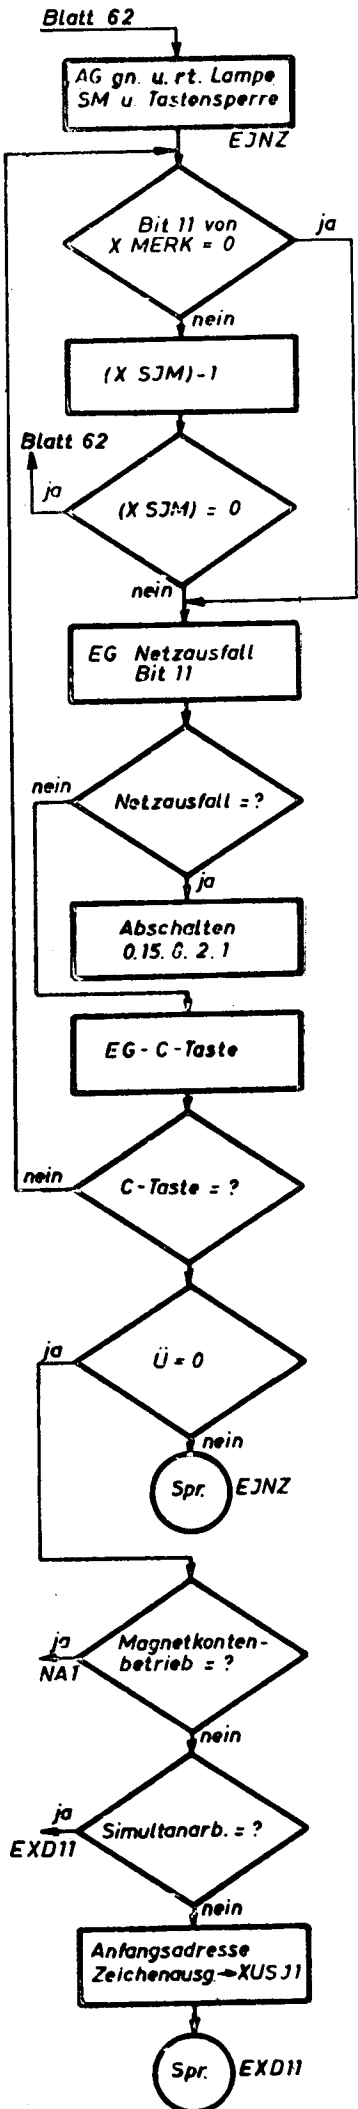 Blatt 62
AG gn. u. rt. Lampe
SM u. Tastensperre
EJNZ
Bit 11 von
X MERK = 0
ja
nein
(X SJM)-1
Blatt 62
ja
(X SJM) = 0
nein
EG Netzausfall
Bit 11
nein
Netzausfall = ?
ja
Abschalten
0.15.0.2.1
EG-C-Taste
nein
C-Taste = ?
ja
Ü = 0
nein
Spr.
EJNZ
ja
NA1
Magnetkonten-
betrieb = ?
nein
ja
EXD11
Simultanarb. = ?
nein
Anfangsadresse
Zeichenausg.→XUSJ1
Spr.
EXD11